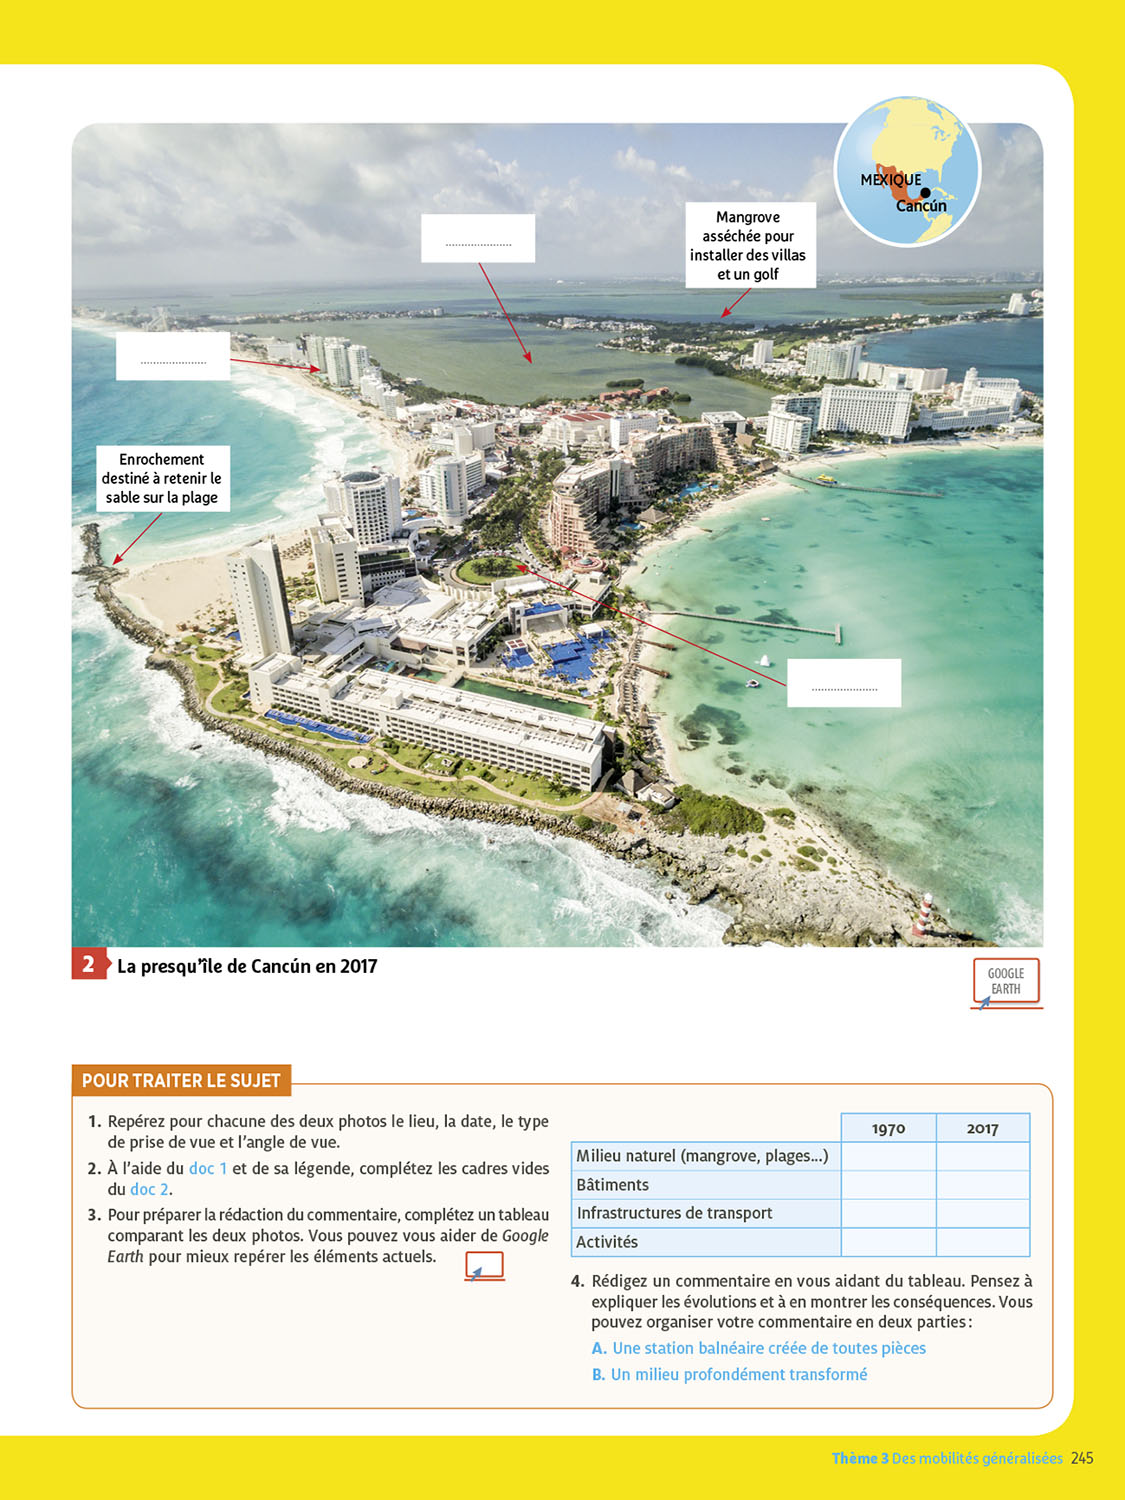 MEXIQUE
Cancún
.....................
Mangrove
asséchée pour
installer des villas
et un golf
.....................
Enrochement
destiné à retenir le
sable sur la plage
.....................
2 La presqu'île de Cancún en 2017
GOOGLE
EARTH
POUR TRAITER LE SUJET
1. Repérez pour chacune des deux photos le lieu, la date, le type
de prise de vue et l'angle de vue.
2. À l'aide du doc 1 et de sa légende, complétez les cadres vides
du doc 2.
3. Pour préparer la rédaction du commentaire, complétez un tableau
comparant les deux photos. Vous pouvez vous aider de Google
Earth pour mieux repérer les éléments actuels.
1970 2017
Milieu naturel (mangrove, plages...)
Bâtiments
Infrastructures de transport
Activités
4. Rédigez un commentaire en vous aidant du tableau. Pensez à
expliquer les évolutions et à en montrer les conséquences. Vous
pouvez organiser votre commentaire en deux parties :
A. Une station balnéaire créée de toutes pièces
B. Un milieu profondément transformé
Thème 3 Des mobilités généralisées 245